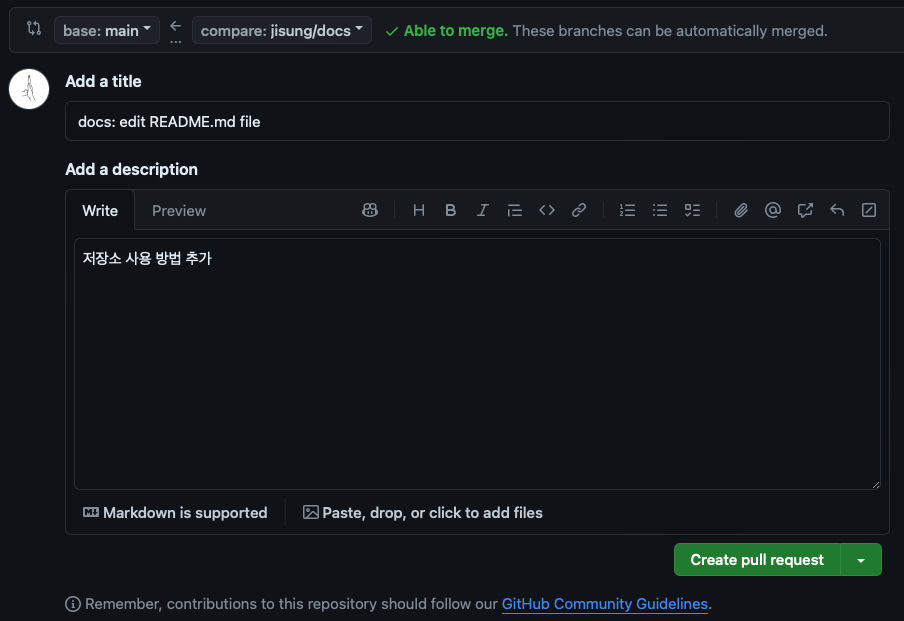 base: main ← compare: jisung/docs ✓ Able to merge. These branches can be automatically merged.
Add a title
docs: edit README.md file
Add a description
Write Preview
저장소 사용 방법 추가
Markdown is supported Paste, drop, or click to add files
Create pull request
Remember, contributions to this repository should follow our GitHub Community Guidelines.